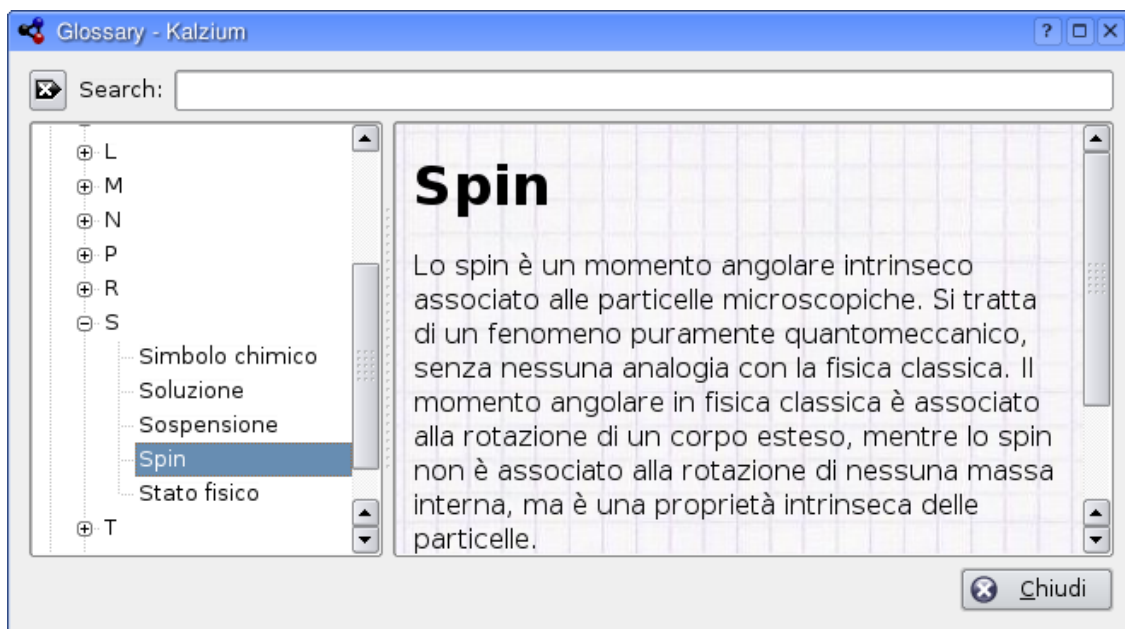 Glossary - Kalzium
Search:
L
M
N
P
R
S
Simbolo chimico
Soluzione
Sospensione
Spin
Stato fisico
T
Spin
Lo spin è un momento angolare intrinseco
associato alle particelle microscopiche. Si tratta
di un fenomeno puramente quantomeccanico,
senza nessuna analogia con la fisica classica. Il
momento angolare in fisica classica è associato
alla rotazione di un corpo esteso, mentre lo spin
non è associato alla rotazione di nessuna massa
interna, ma è una proprietà intrinseca delle
particelle.
Chiudi